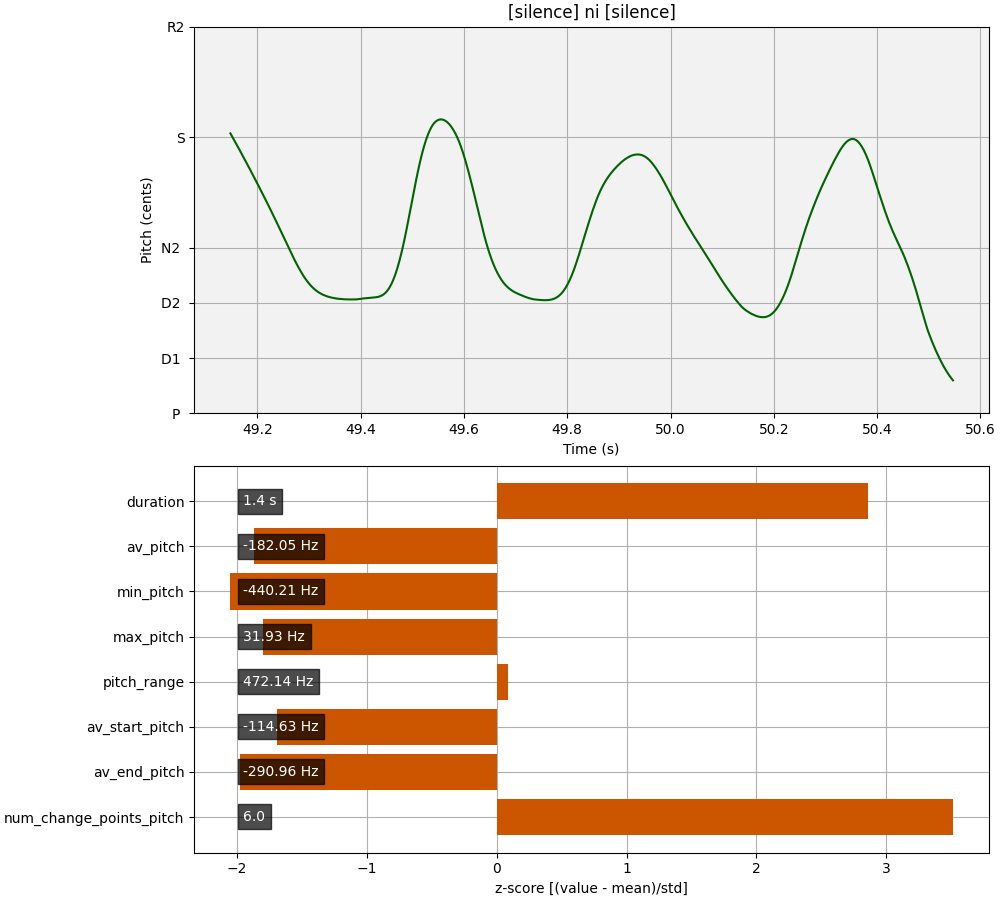 [silence] ni [silence]
R2
S
N2
D2
D1
P
Pitch (cents)
49.2 49.4 49.6 49.8 50.0 50.2 50.4 50.6
Time (s)
duration 1.4 s
av_pitch -182.05 Hz
min_pitch -440.21 Hz
max_pitch 31.93 Hz
pitch_range 472.14 Hz
av_start_pitch -114.63 Hz
av_end_pitch -290.96 Hz
num_change_points_pitch 6.0
−2 −1 0 1 2 3
z-score [(value - mean)/std]